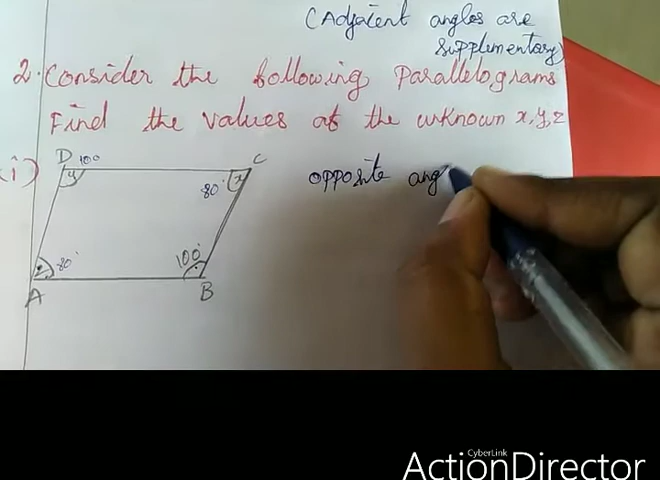 (Adjacent angles are
supplementary)
2. Consider the following Parallelograms
Find the values of the unknown x, y, z
(i) D 100° C
y 80° x
opposite ang
z 80° 100°
A B
CyberLink
ActionDirector